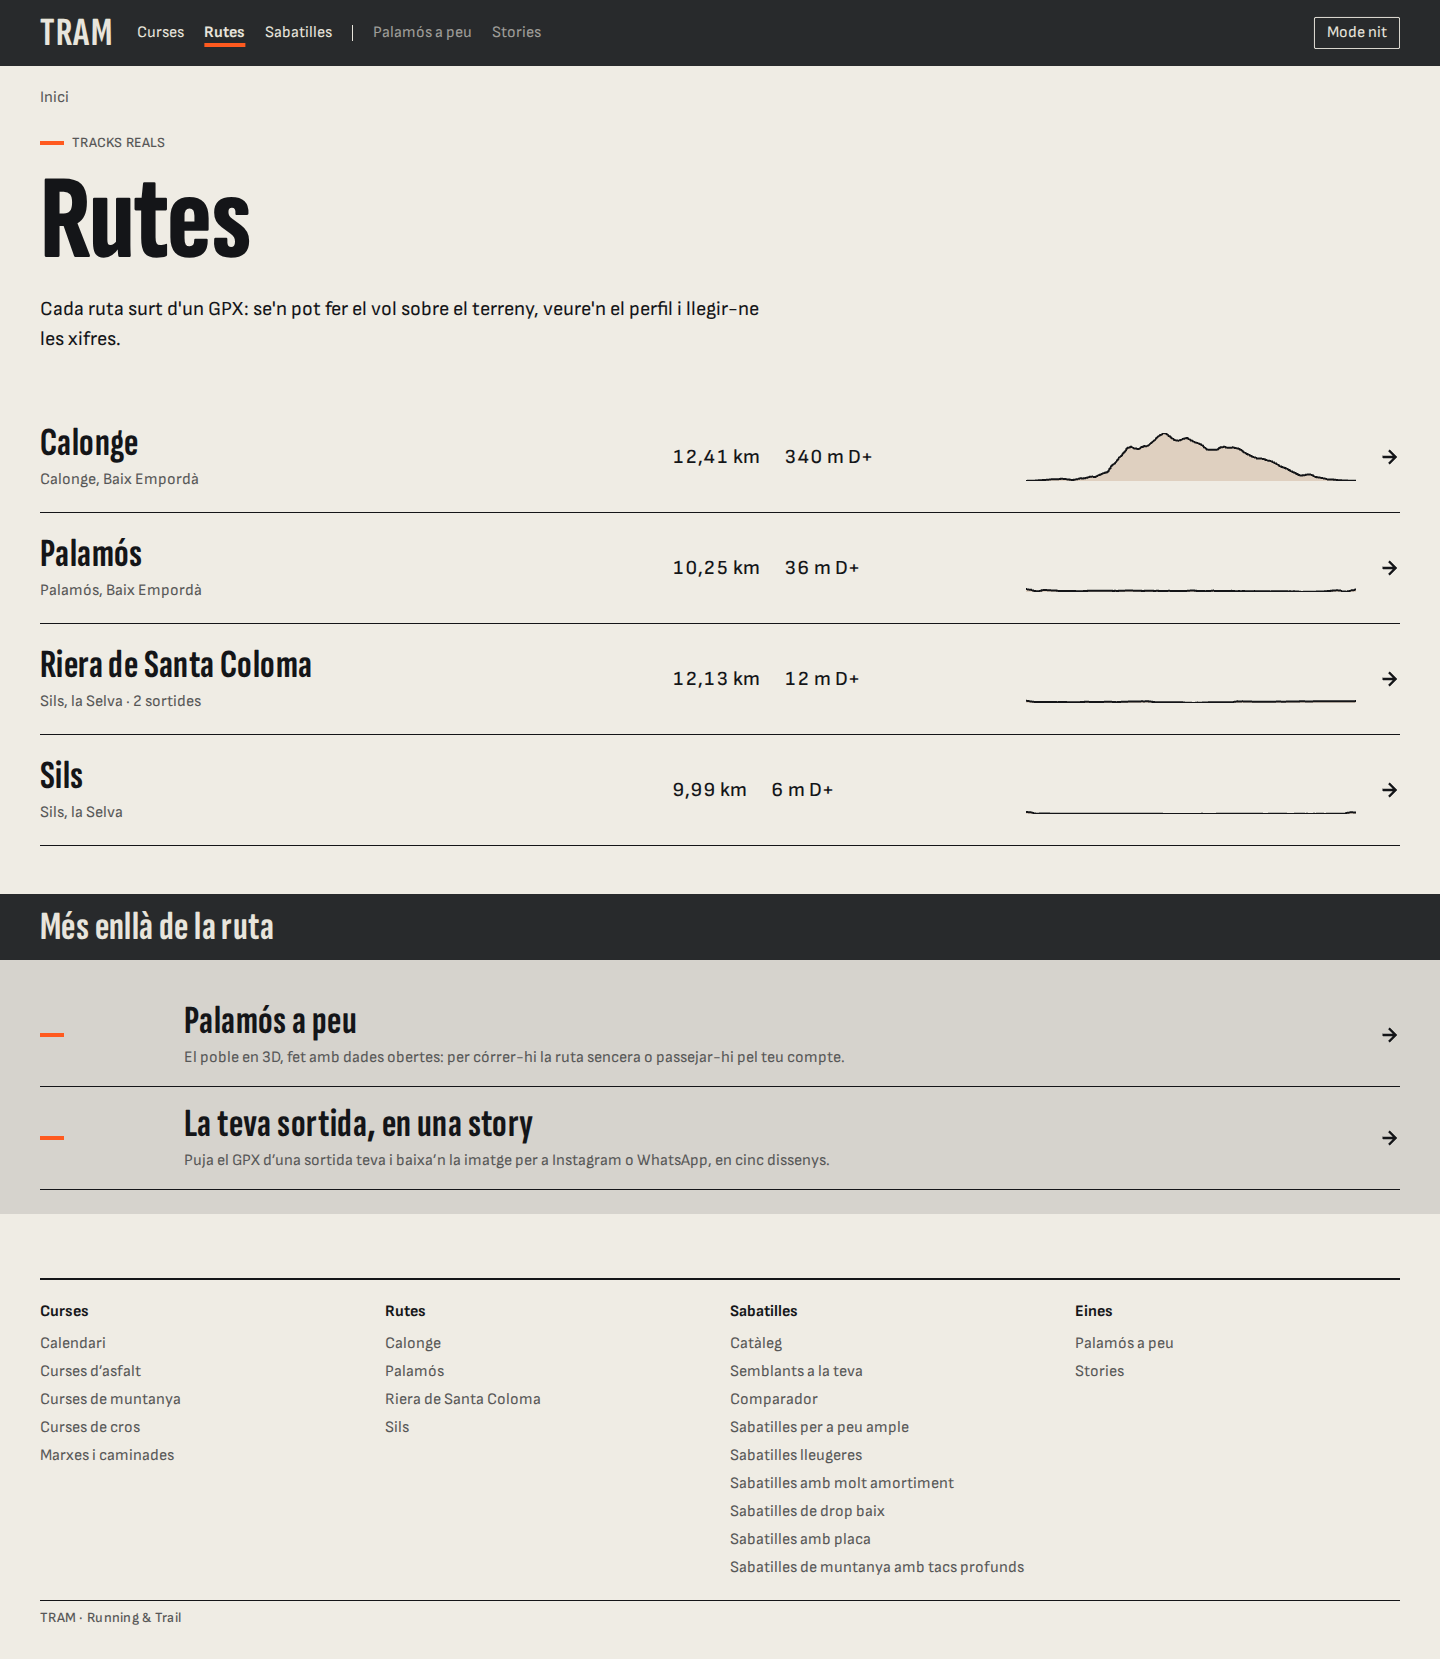 TRAM Curses Rutes Sabatilles Palamós a peu Stories Mode nit
Inici
TRACKS REALS
Rutes
Cada ruta surt d'un GPX: se'n pot fer el vol sobre el terreny, veure'n el perfil i llegir-ne
les xifres.
Calonge
Calonge, Baix Empordà
12,41 km 340 m D+
Palamós
Palamós, Baix Empordà
10,25 km 36 m D+
Riera de Santa Coloma
Sils, la Selva · 2 sortides
12,13 km 12 m D+
Sils
Sils, la Selva
9,99 km 6 m D+
Més enllà de la ruta
Palamós a peu
El poble en 3D, fet amb dades obertes: per córrer-hi la ruta sencera o passejar-hi pel teu compte.
La teva sortida, en una story
Puja el GPX d’una sortida teva i baixa’n la imatge per a Instagram o WhatsApp, en cinc dissenys.
Curses
Calendari
Curses d’asfalt
Curses de muntanya
Curses de cros
Marxes i caminades
Rutes
Calonge
Palamós
Riera de Santa Coloma
Sils
Sabatilles
Catàleg
Semblants a la teva
Comparador
Sabatilles per a peu ample
Sabatilles lleugeres
Sabatilles amb molt amortiment
Sabatilles de drop baix
Sabatilles amb placa
Sabatilles de muntanya amb tacs profunds
Eines
Palamós a peu
Stories
TRAM · Running & Trail